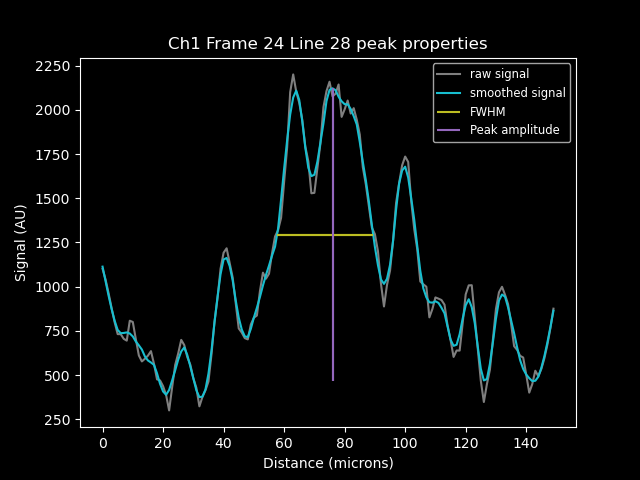 Ch1 Frame 24 Line 28 peak properties
raw signal
smoothed signal
FWHM
Peak amplitude
Signal (AU)
2250
2000
1750
1500
1250
1000
750
500
250
0 20 40 60 80 100 120 140
Distance (microns)